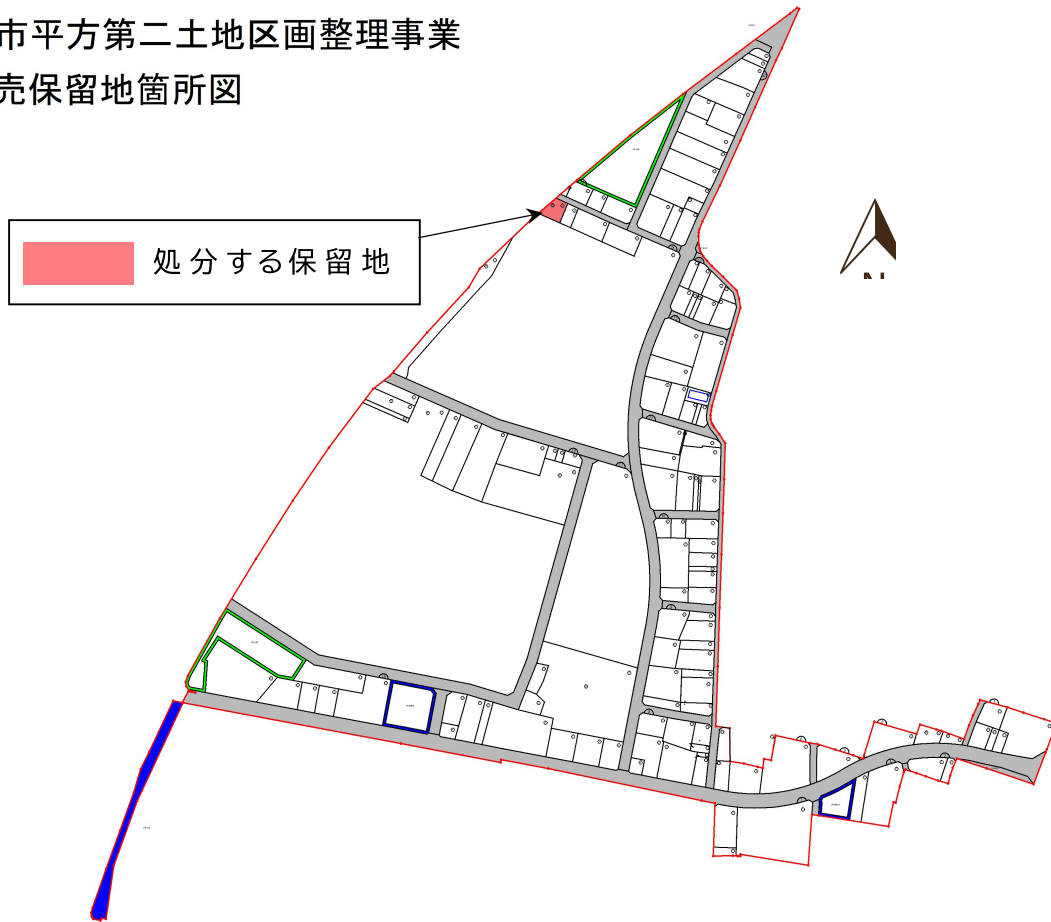 市平方第二土地区画整理事業
売保留地箇所図
処分する保留地